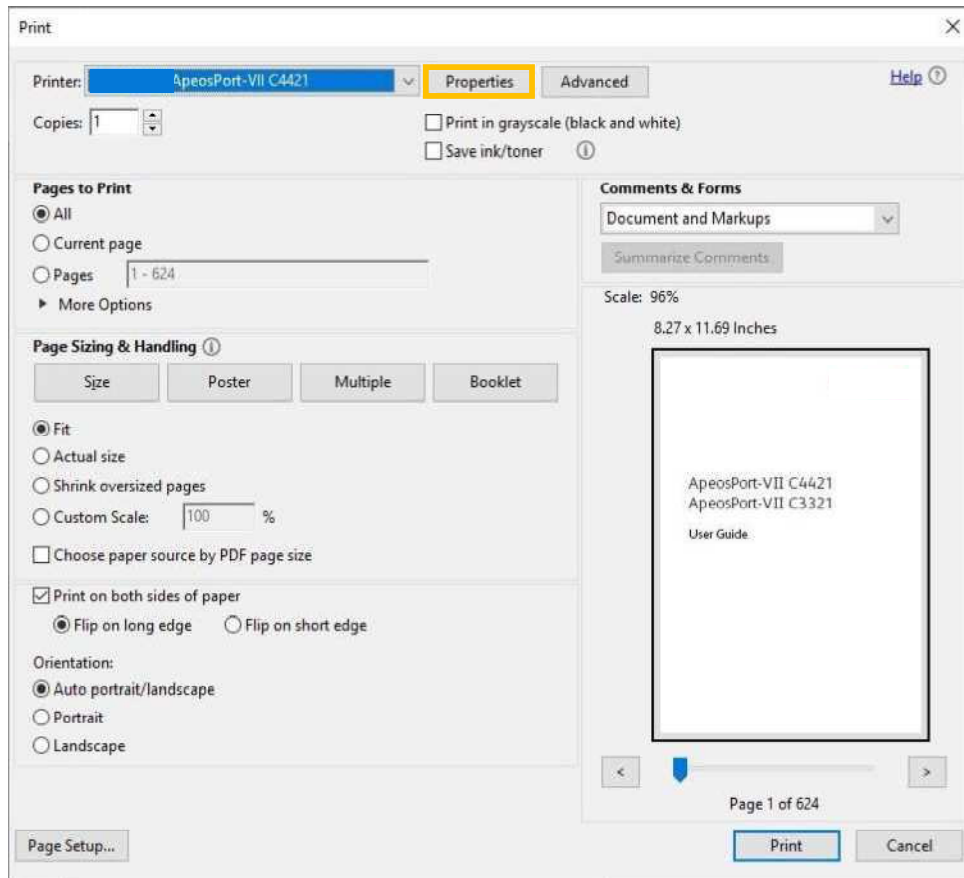 Print
Printer: ApeosPort-VII C4421 Properties Advanced Help
Copies: 1 Print in grayscale (black and white)
Save ink/toner
Pages to Print
All
Current page
Pages 1 - 624
More Options
Comments & Forms
Document and Markups
Summarize Comments
Scale: 96%
8.27 x 11.69 Inches
Page Sizing & Handling
Size Poster Multiple Booklet
Fit
Actual size
Shrink oversized pages
Custom Scale: 100 %
Choose paper source by PDF page size
Print on both sides of paper
Flip on long edge Flip on short edge
Orientation:
Auto portrait/landscape
Portrait
Landscape
ApeosPort-VII C4421
ApeosPort-VII C3321
User Guide
< >
Page 1 of 624
Page Setup... Print Cancel